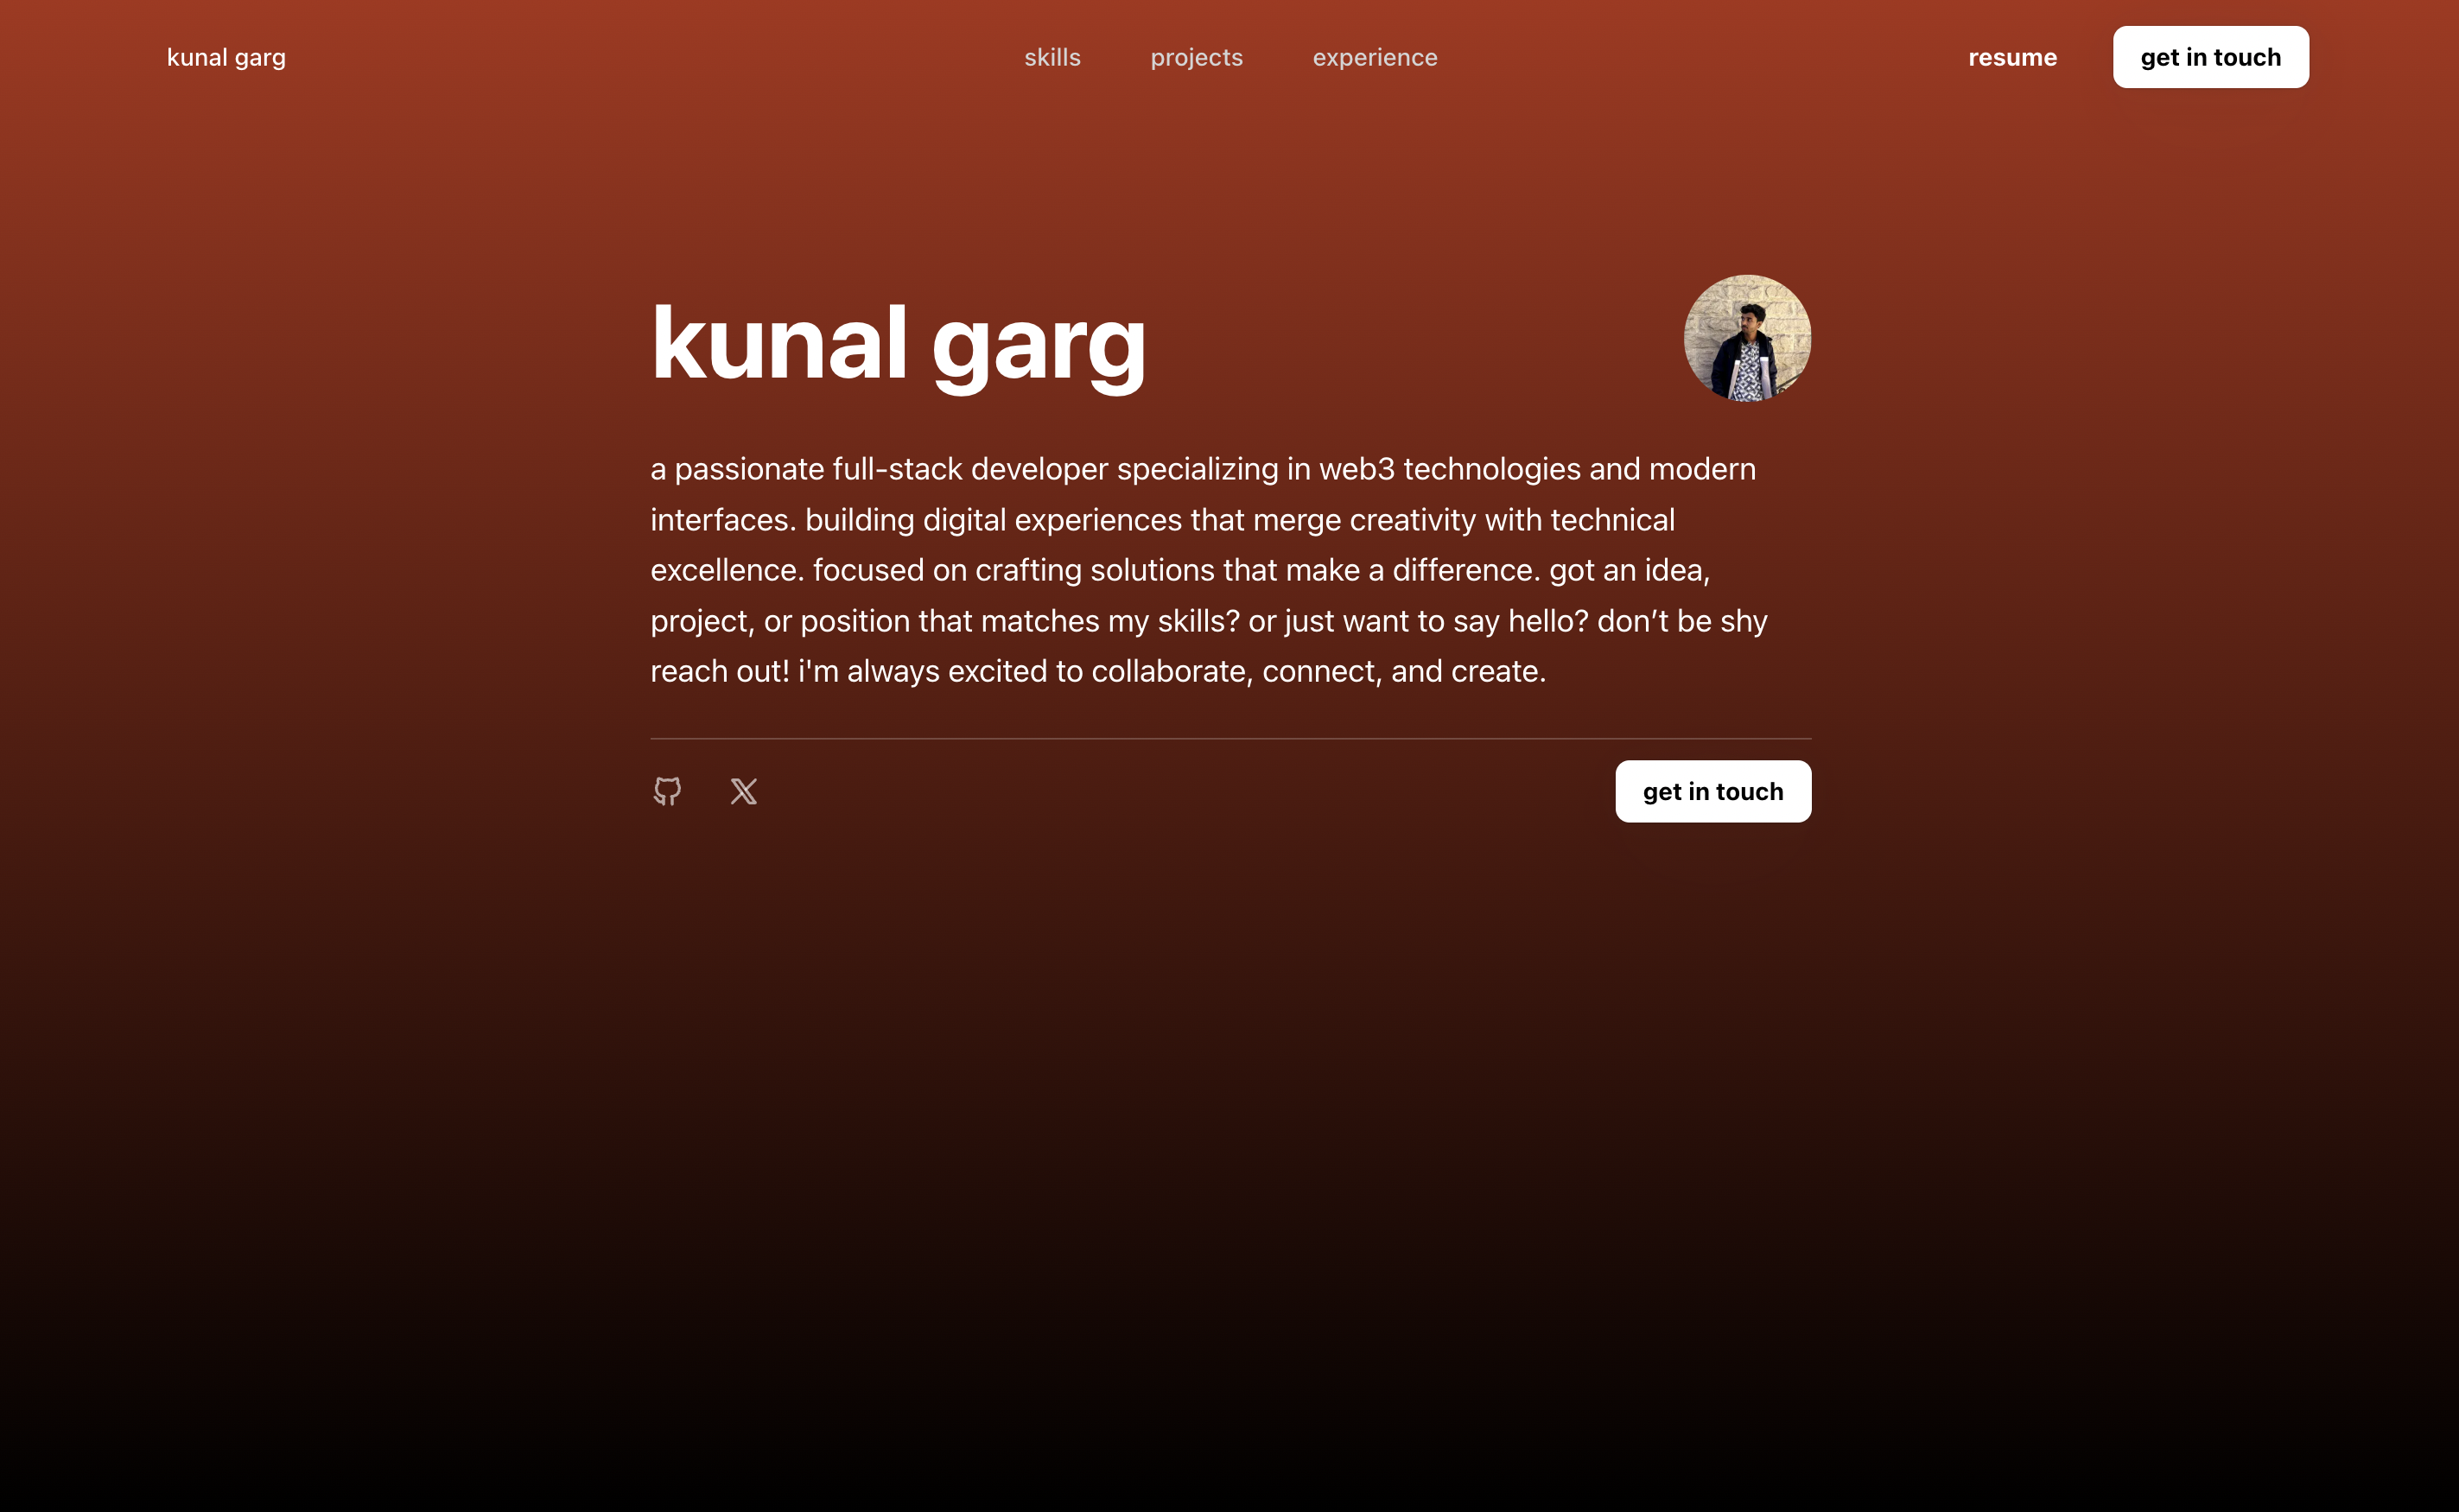 kunal garg
skills
projects
experience
resume
get in touch
kunal garg
a passionate full-stack developer specializing in web3 technologies and modern
interfaces. building digital experiences that merge creativity with technical
excellence. focused on crafting solutions that make a difference. got an idea,
project, or position that matches my skills? or just want to say hello? don’t be shy
reach out! i'm always excited to collaborate, connect, and create.
get in touch